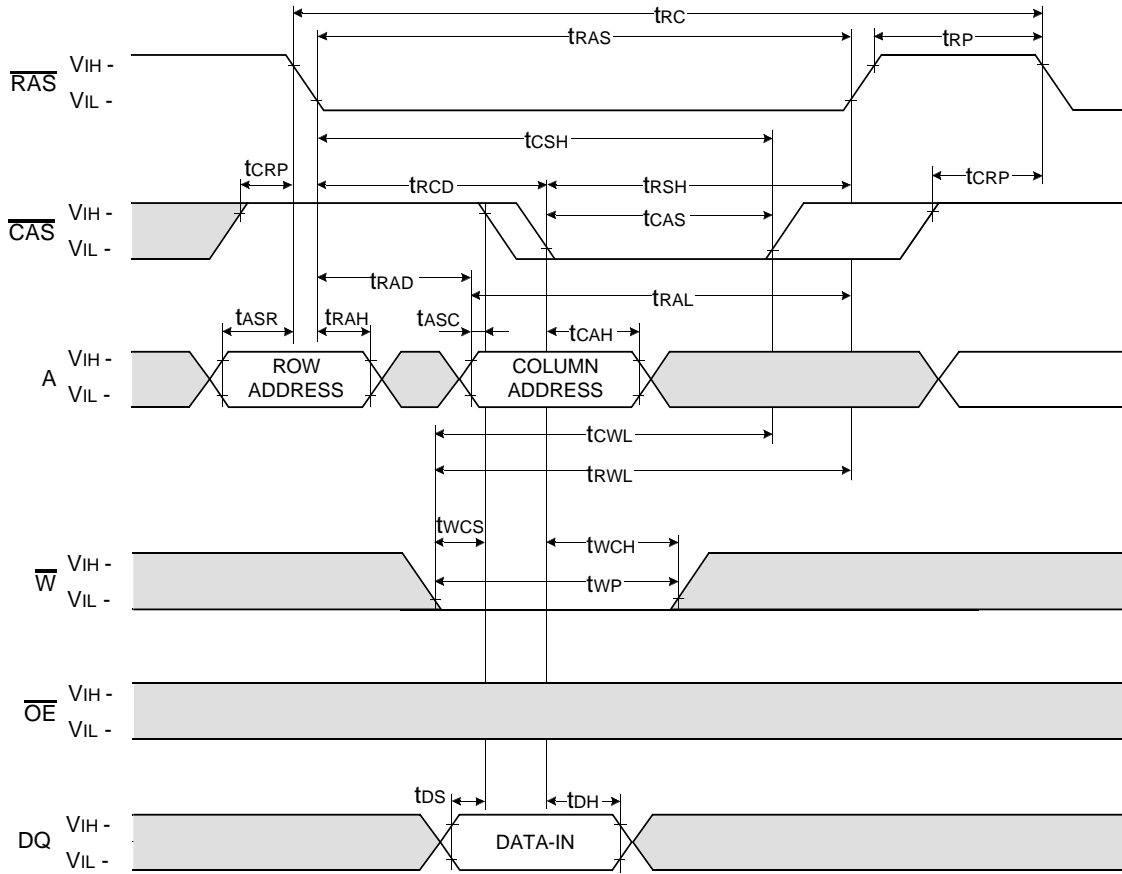 tRC
tRAS
tRP
RAS
VIH -
VIL -
tCSH
tCRP
tRCD
tRSH
tCRP
CAS
VIH -
VIL -
tCAS
tRAD
tRAL
tASR
tRAH
tASC
tCAH
A
VIH -
VIL -
ROW
ADDRESS
COLUMN
ADDRESS
tCWL
tRWL
tWCS
tWCH
W
VIH -
VIL -
tWP
OE
VIH -
VIL -
tDS
tDH
DQ
VIH -
VIL -
DATA-IN